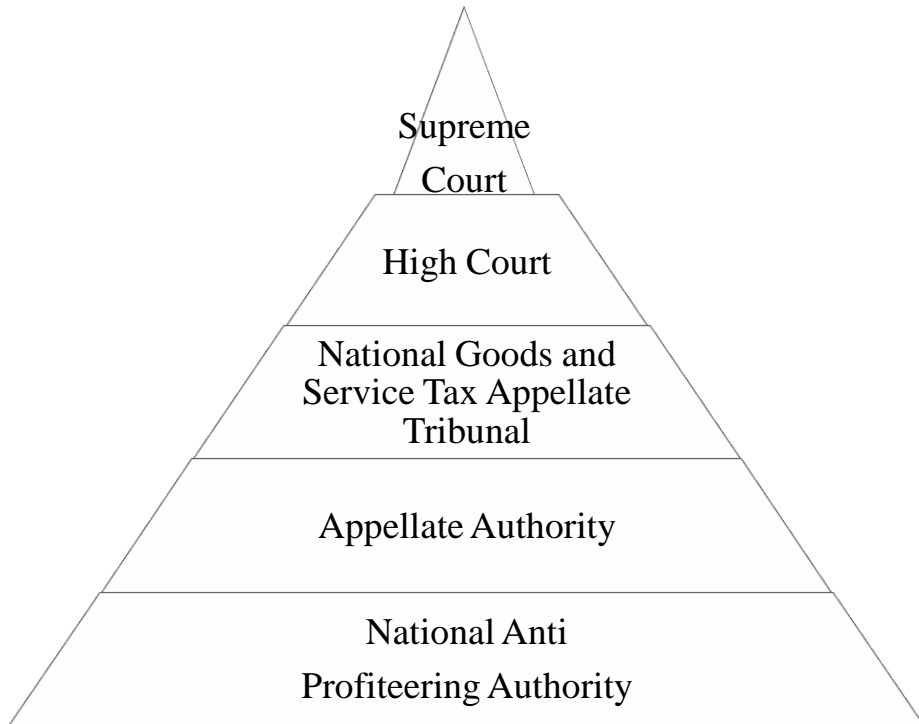 Supreme
Court
High Court
National Goods and
Service Tax Appellate
Tribunal
Appellate Authority
National Anti
Profiteering Authority